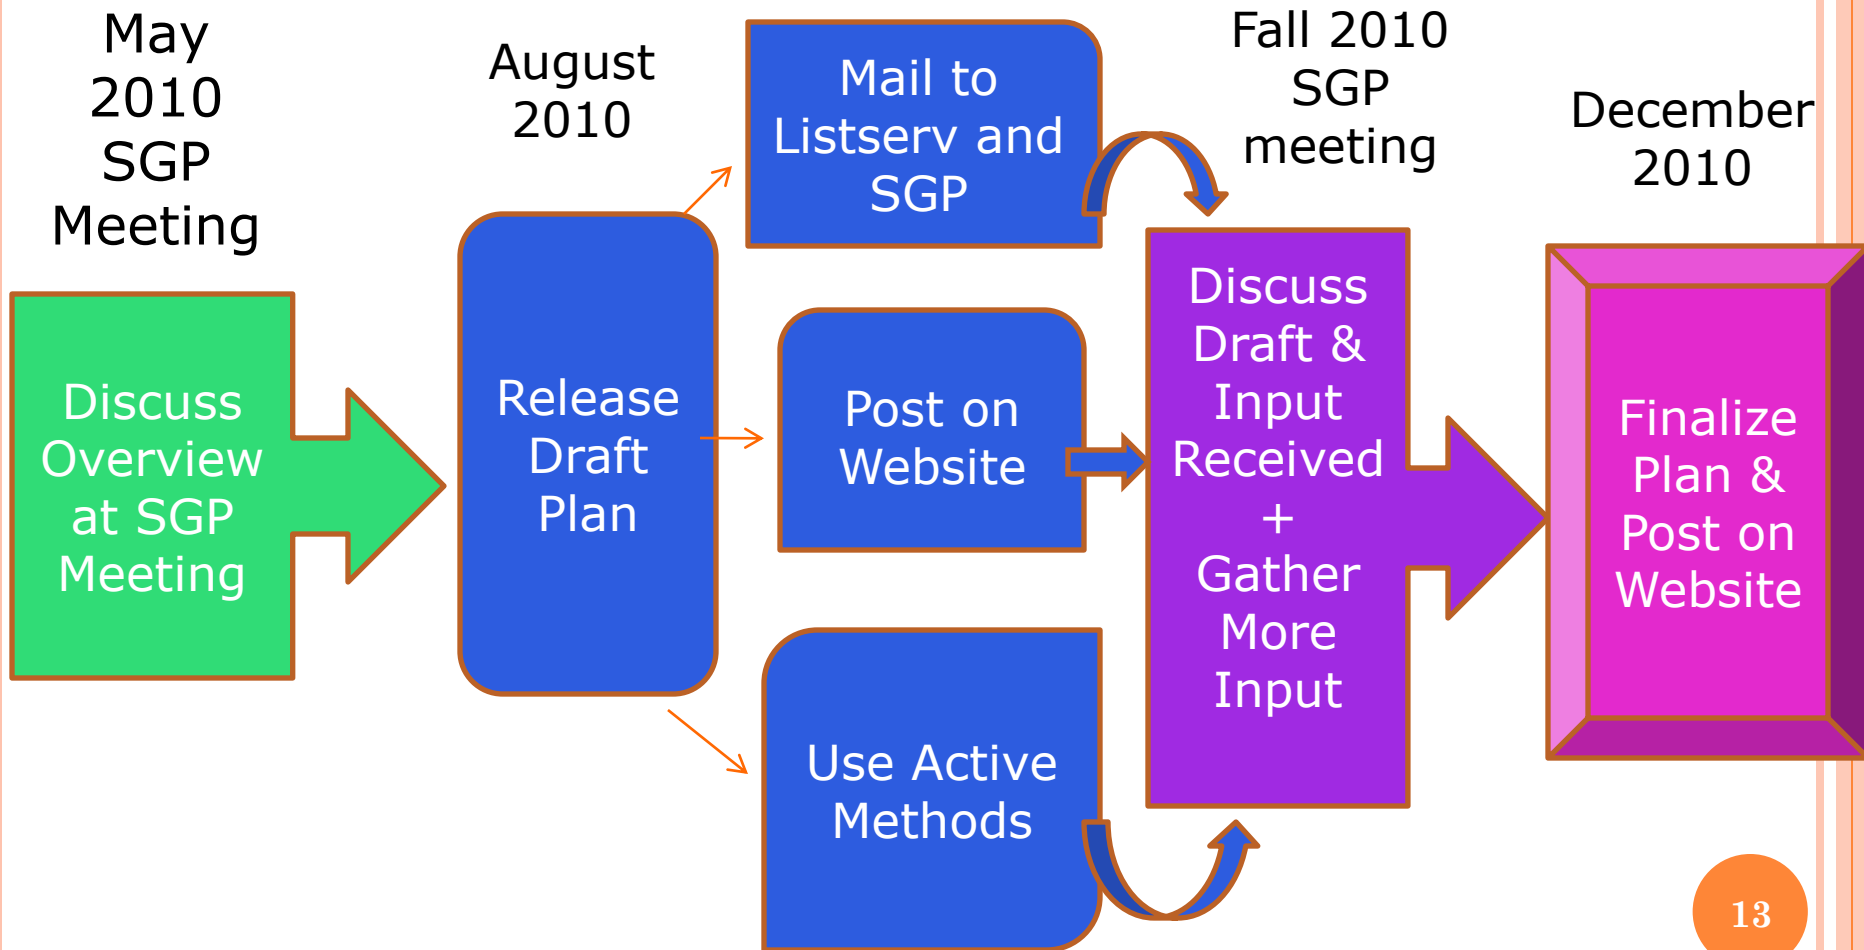 May
2010
SGP
Meeting
Discuss
Overview
at SGP
Meeting
August
2010
Release
Draft
Plan
Mail to
Listserv and
SGP
Post on
Website
Use Active
Methods
Fall 2010
SGP
meeting
Discuss
Draft &
Input
Received
+
Gather
More
Input
December
2010
Finalize
Plan &
Post on
Website
13